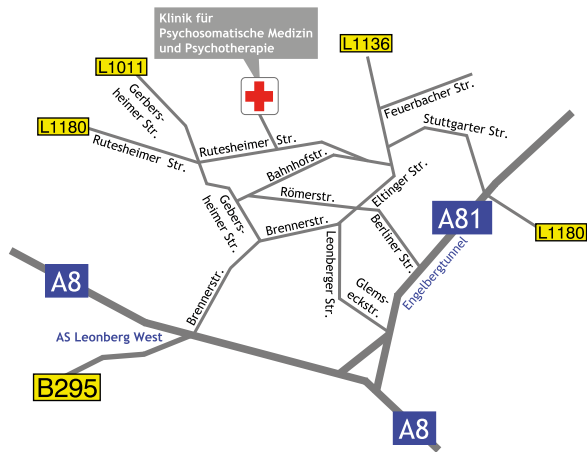 Klinik für
Psychosomatische Medizin
und Psychotherapie
L1136
L1011
Gerbers-
heimer Str.
Feuerbacher Str.
L1180
Rutesheimer Str.
Rutesheimer Str.
Stuttgarter Str.
Bahnhofstr.
Römerstr.
Eltinger Str.
Gebers-
heimer Str.
Brennerstr.
Berliner Str.
A81
L1180
Leonberger Str.
Engelbergtunnel
A8
Brennerstr.
Glems-
eckstr.
AS Leonberg West
B295
A8